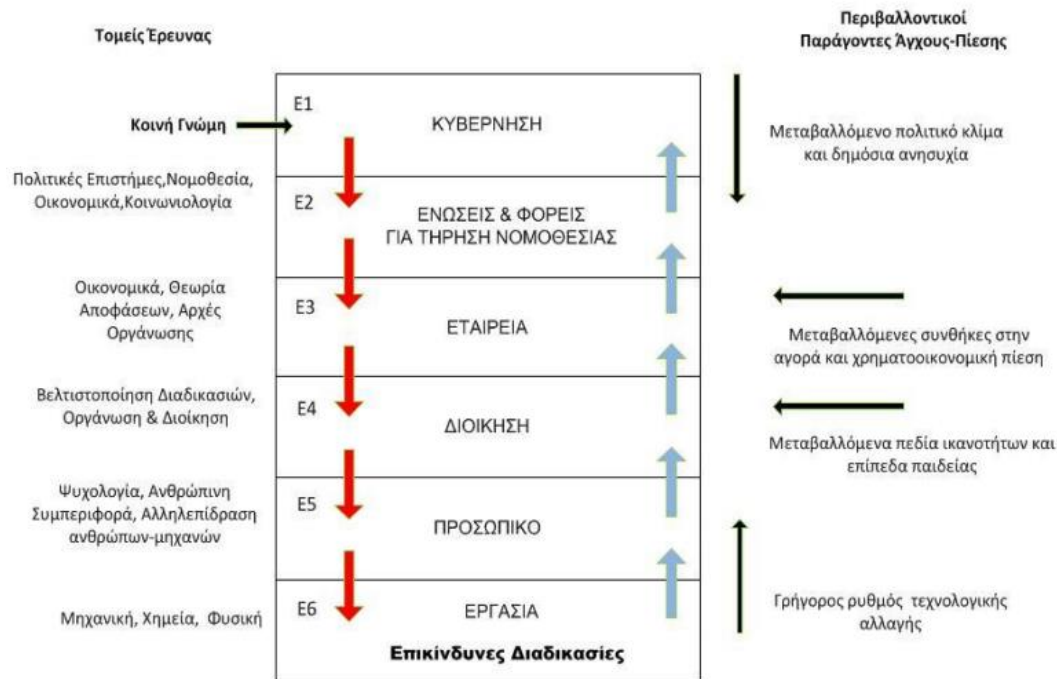 Τομείς Έρευνας
Περιβαλλοντικοί
Παράγοντες Άγχους-Πίεσης
Κοινή Γνώμη
E1
ΚΥΒΕΡΝΗΣΗ
Μεταβαλλόμενο πολιτικό κλίμα
και δημόσια ανησυχία
Πολιτικές Επιστήμες,Νομοθεσία,
Οικονομικά,Κοινωνιολογία
E2
ΕΝΩΣΕΙΣ & ΦΟΡΕΙΣ
ΓΙΑ ΤΗΡΗΣΗ ΝΟΜΟΘΕΣΙΑΣ
Οικονομικά, Θεωρία
Αποφάσεων, Αρχές
Οργάνωσης
E3
ΕΤΑΙΡΕΙΑ
Μεταβαλλόμενες συνθήκες στην
αγορά και χρηματοοικονομική πίεση
Βελτιστοποίηση Διαδικασιών,
Οργάνωση & Διοίκηση
E4
ΔΙΟΙΚΗΣΗ
Μεταβαλλόμενα πεδία ικανοτήτων και
επίπεδα παιδείας
Ψυχολογία, Ανθρώπινη
Συμπεριφορά, Αλληλεπίδραση
ανθρώπων-μηχανών
E5
ΠΡΟΣΩΠΙΚΟ
Μηχανική, Χημεία, Φυσική
E6
ΕΡΓΑΣΙΑ
Επικίνδυνες Διαδικασίες
Γρήγορος ρυθμός τεχνολογικής
αλλαγής